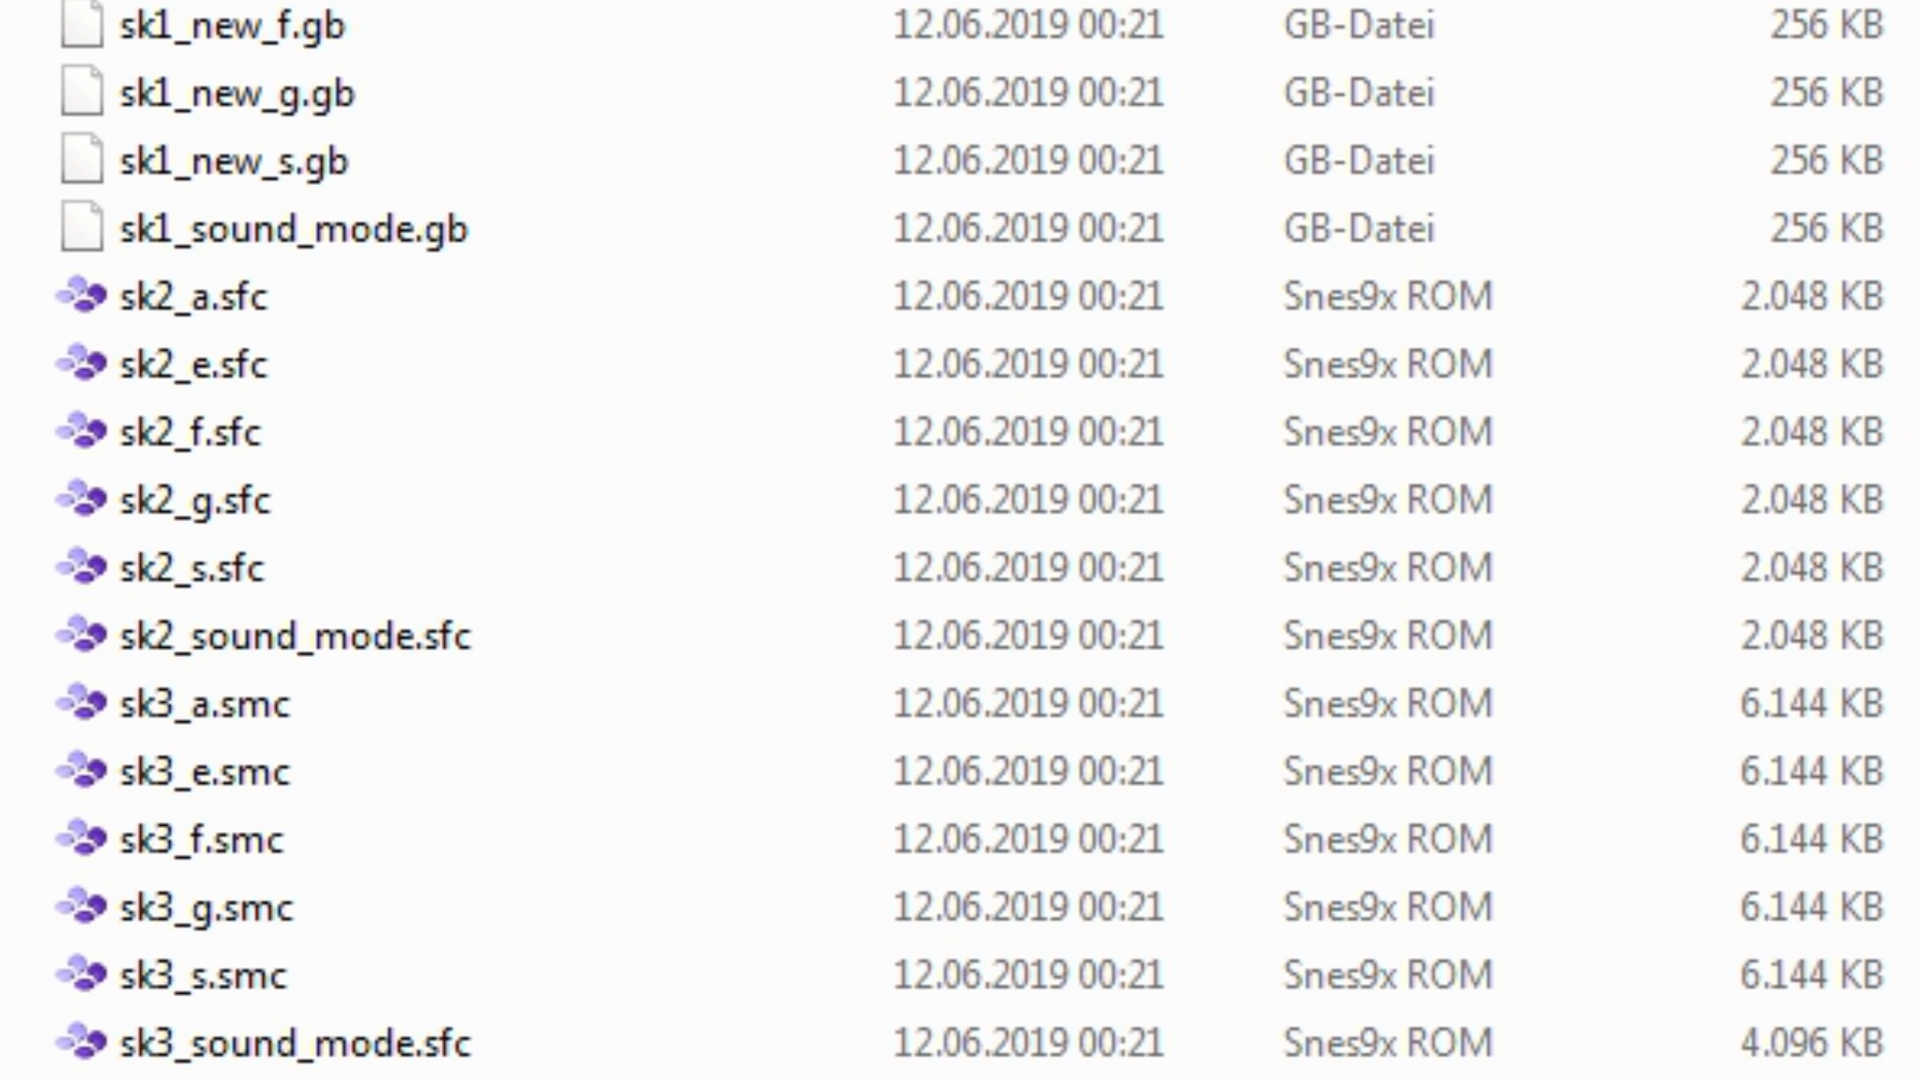 sk1_new_f.gb 12.06.2019 00:21 GB-Datei 256 KB
sk1_new_g.gb 12.06.2019 00:21 GB-Datei 256 KB
sk1_new_s.gb 12.06.2019 00:21 GB-Datei 256 KB
sk1_sound_mode.gb 12.06.2019 00:21 GB-Datei 256 KB
sk2_a.sfc 12.06.2019 00:21 Snes9x ROM 2.048 KB
sk2_e.sfc 12.06.2019 00:21 Snes9x ROM 2.048 KB
sk2_f.sfc 12.06.2019 00:21 Snes9x ROM 2.048 KB
sk2_g.sfc 12.06.2019 00:21 Snes9x ROM 2.048 KB
sk2_s.sfc 12.06.2019 00:21 Snes9x ROM 2.048 KB
sk2_sound_mode.sfc 12.06.2019 00:21 Snes9x ROM 2.048 KB
sk3_a.smc 12.06.2019 00:21 Snes9x ROM 6.144 KB
sk3_e.smc 12.06.2019 00:21 Snes9x ROM 6.144 KB
sk3_f.smc 12.06.2019 00:21 Snes9x ROM 6.144 KB
sk3_g.smc 12.06.2019 00:21 Snes9x ROM 6.144 KB
sk3_s.smc 12.06.2019 00:21 Snes9x ROM 6.144 KB
sk3_sound_mode.sfc 12.06.2019 00:21 Snes9x ROM 4.096 KB